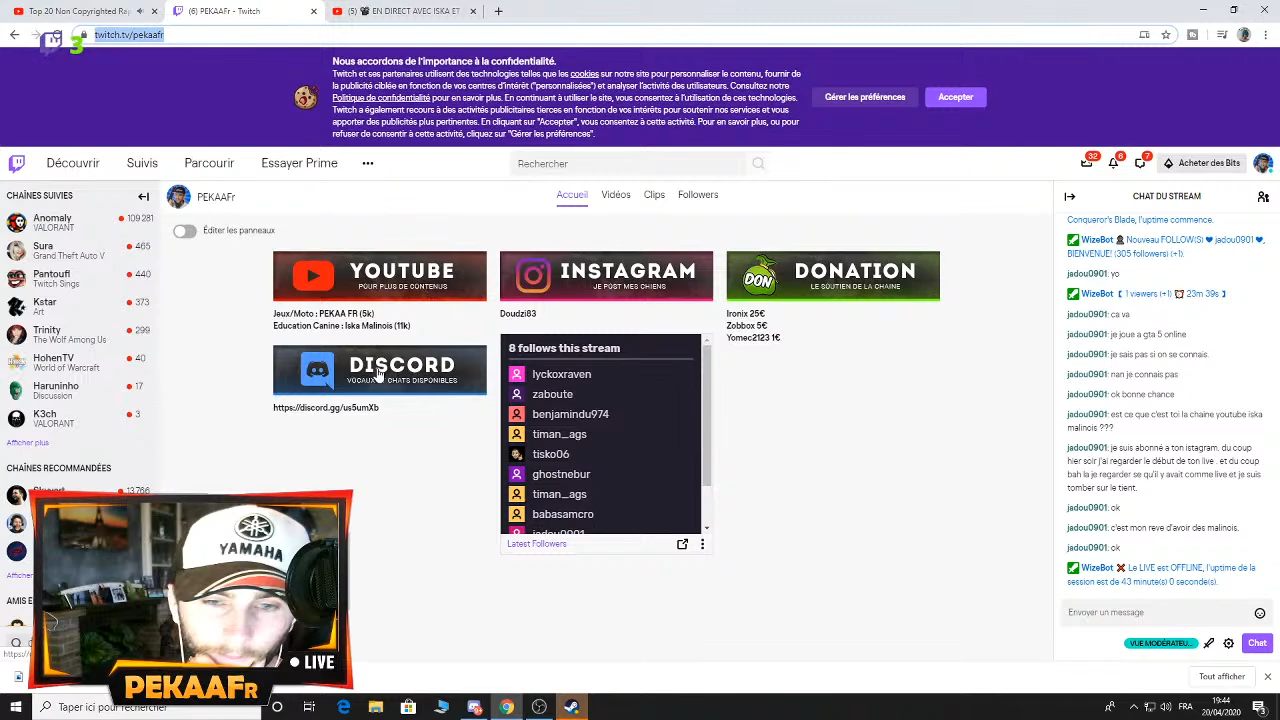 Top 20 Non Copyrighted Rap
(6) PEKAAFr - Twitch
(5) 📽 EN DIRECT AVEC ISKA ET
3
twitch.tv/pekaafr
Nous accordons de l'importance à la confidentialité.
Twitch et ses partenaires utilisent des technologies telles que les cookies sur notre site pour personnaliser le contenu, fournir de
la publicité ciblée en fonction de vos centres d'intérêt ("personnalisées") et analyser l'activité des utilisateurs. Consultez notre
Politique de confidentialité pour en savoir plus. En continuant à utiliser le site, vous consentez à l'utilisation de ces technologies.
Twitch a également recours à des activités publicitaires tierces en fonction de vos intérêts pour soutenir nos services et vous
apporter des publicités plus pertinentes. En cliquant sur "Accepter", vous consentez à cette activité. Pour en savoir plus, ou pour
refuser de consentir à cette activité, cliquez sur "Gérer les préférences".
Gérer les préférences
Accepter
Découvrir
Suivis
Parcourir
Essayer Prime
Rechercher
32
6
7
Acheter des Bits
CHAÎNES SUIVIES
Anomaly
VALORANT
109 281
Sura
Grand Theft Auto V
465
Pantoufl
Twitch Sings
440
Kstar
Art
373
Trinity
The Wolf Among Us
299
HohenTV
World of Warcraft
40
Haruninho
Discussion
17
K3ch
VALORANT
3
Afficher plus
CHAÎNES RECOMMANDÉES
13 766
PEKAAFr
Accueil
Vidéos
Clips
Followers
Éditer les panneaux
YOUTUBE
POUR PLUS DE CONTENUS
Jeux/Moto : PEKAA FR (5k)
Education Canine : Iska Malinois (11k)
DISCORD
VOCAUX CHATS DISPONIBLES
https://discord.gg/us5umXb
INSTAGRAM
JE POST MES CHIENS
Doudzi83
8 follows this stream
lyckoxraven
zaboute
benjamindu974
timan_ags
tisko06
ghostnebur
timan_ags
babasamcro
jadou0901
Latest Followers
DONATION
LE SOUTIEN DE LA CHAINE
DON
Ironix 25€
Zobbox 5€
Yomec2123 1€
CHAT DU STREAM
Conqueror's Blade, l'uptime commence.
WizeBot Nouveau FOLLOW(S) ♥ jadou0901 ♥,
BIENVENUE! (305 followers) (+1).
jadou0901: yo
WizeBot 【 1 viewers (+1) ⏰ 23m 39s 】
jadou0901: ca va
jadou0901: je joue a gta 5 online
jadou0901: je sais pas si on se connais.
jadou0901: nan je connais pas
jadou0901: ok bonne chance
jadou0901: est ce que c'est toi la chaine youtube iska
malinois ???
jadou0901: je suis abonné a ton istagram. du coup
hier soir j'ai regarder le début de ton live . et du coup
bah la je regarder se qu'il y avait comme live et je suis
tomber sur le tient.
jadou0901: ok
jadou0901: c'est mon reve d'avoir des malinois.
jadou0901: ok
WizeBot ❌ Le LIVE est OFFLINE, l'uptime de la
session est de 43 minute(s) 0 seconde(s).
Envoyer un message
VUE MODÉRATEU...
Chat
YAMAHA
LIVE
PEKAAFR
Tout afficher
Taper ici pour rechercher
FRA
19:44
20/04/2020